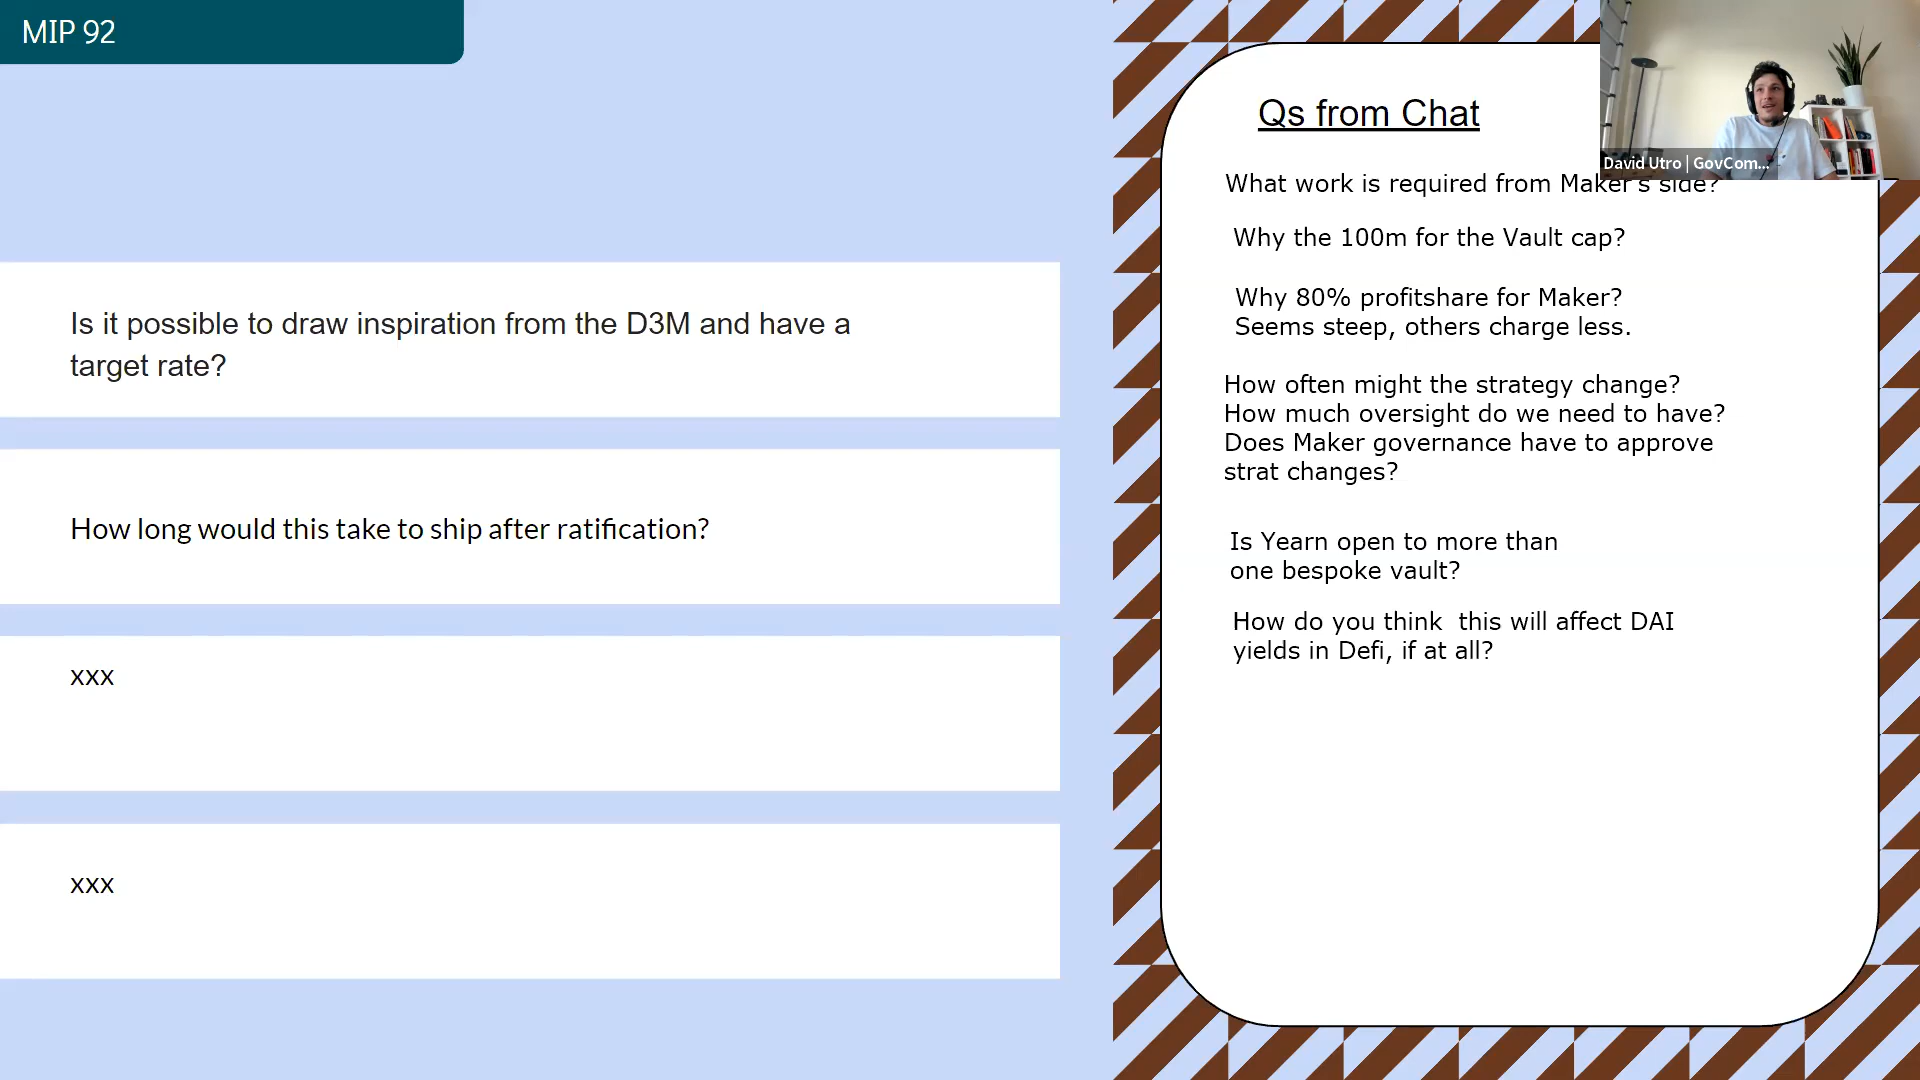 MIP 92
Is it possible to draw inspiration from the D3M and have a
target rate?
How long would this take to ship after ratification?
xxx
xxx
Qs from Chat
What work is required from Maker's side?
Why the 100m for the Vault cap?
Why 80% profitshare for Maker?
Seems steep, others charge less.
How often might the strategy change?
How much oversight do we need to have?
Does Maker governance have to approve
strat changes?
Is Yearn open to more than
one bespoke vault?
How do you think  this will affect DAI
yields in Defi, if at all?
David Utro | GovCom...